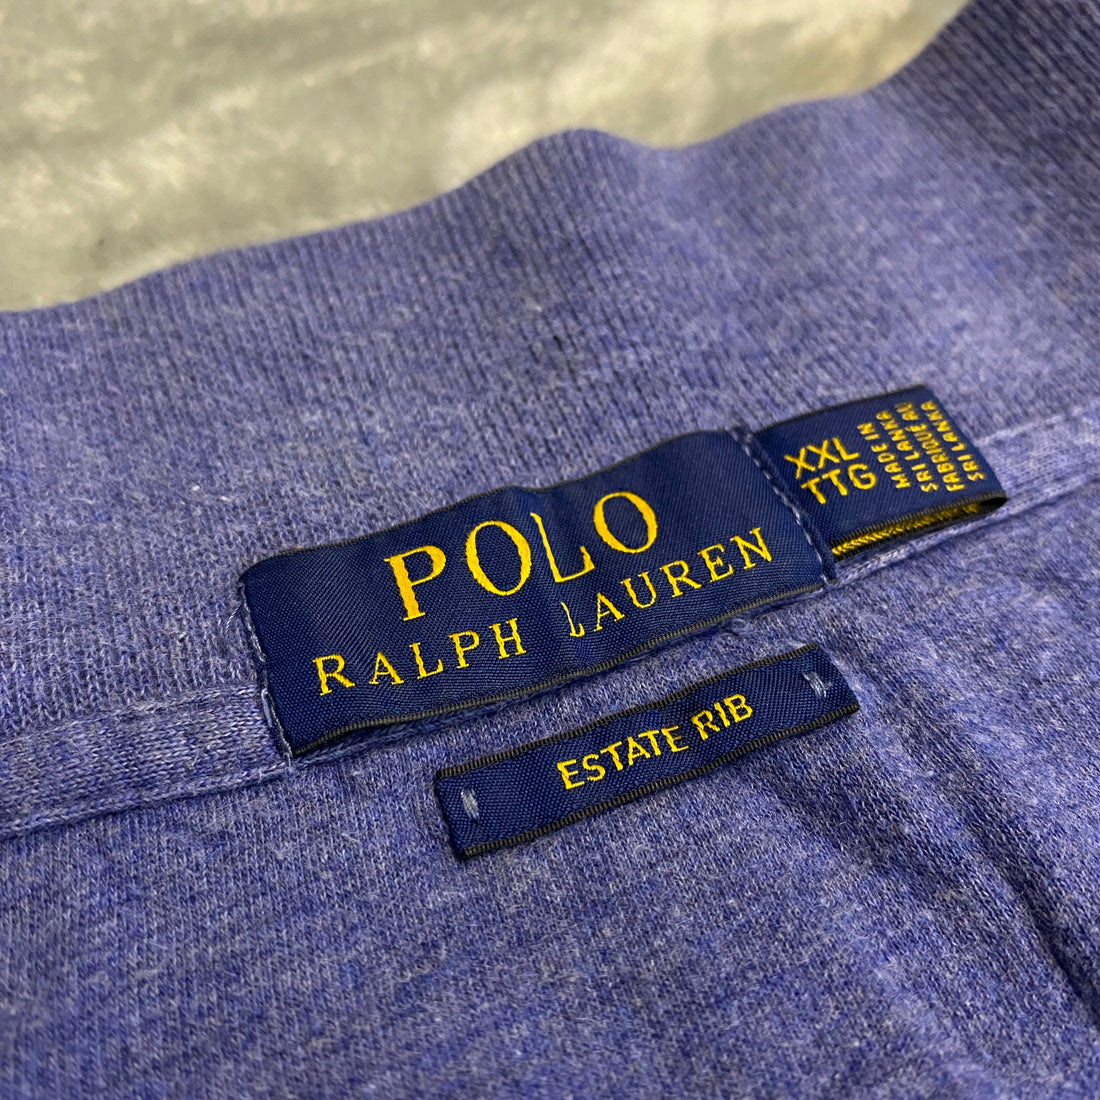 POLO
RALPH LAUREN
XXL
TTG
MADE IN
SRI LANKA
FABRIQUÉ AU
SRI LANKA
ESTATE RIB